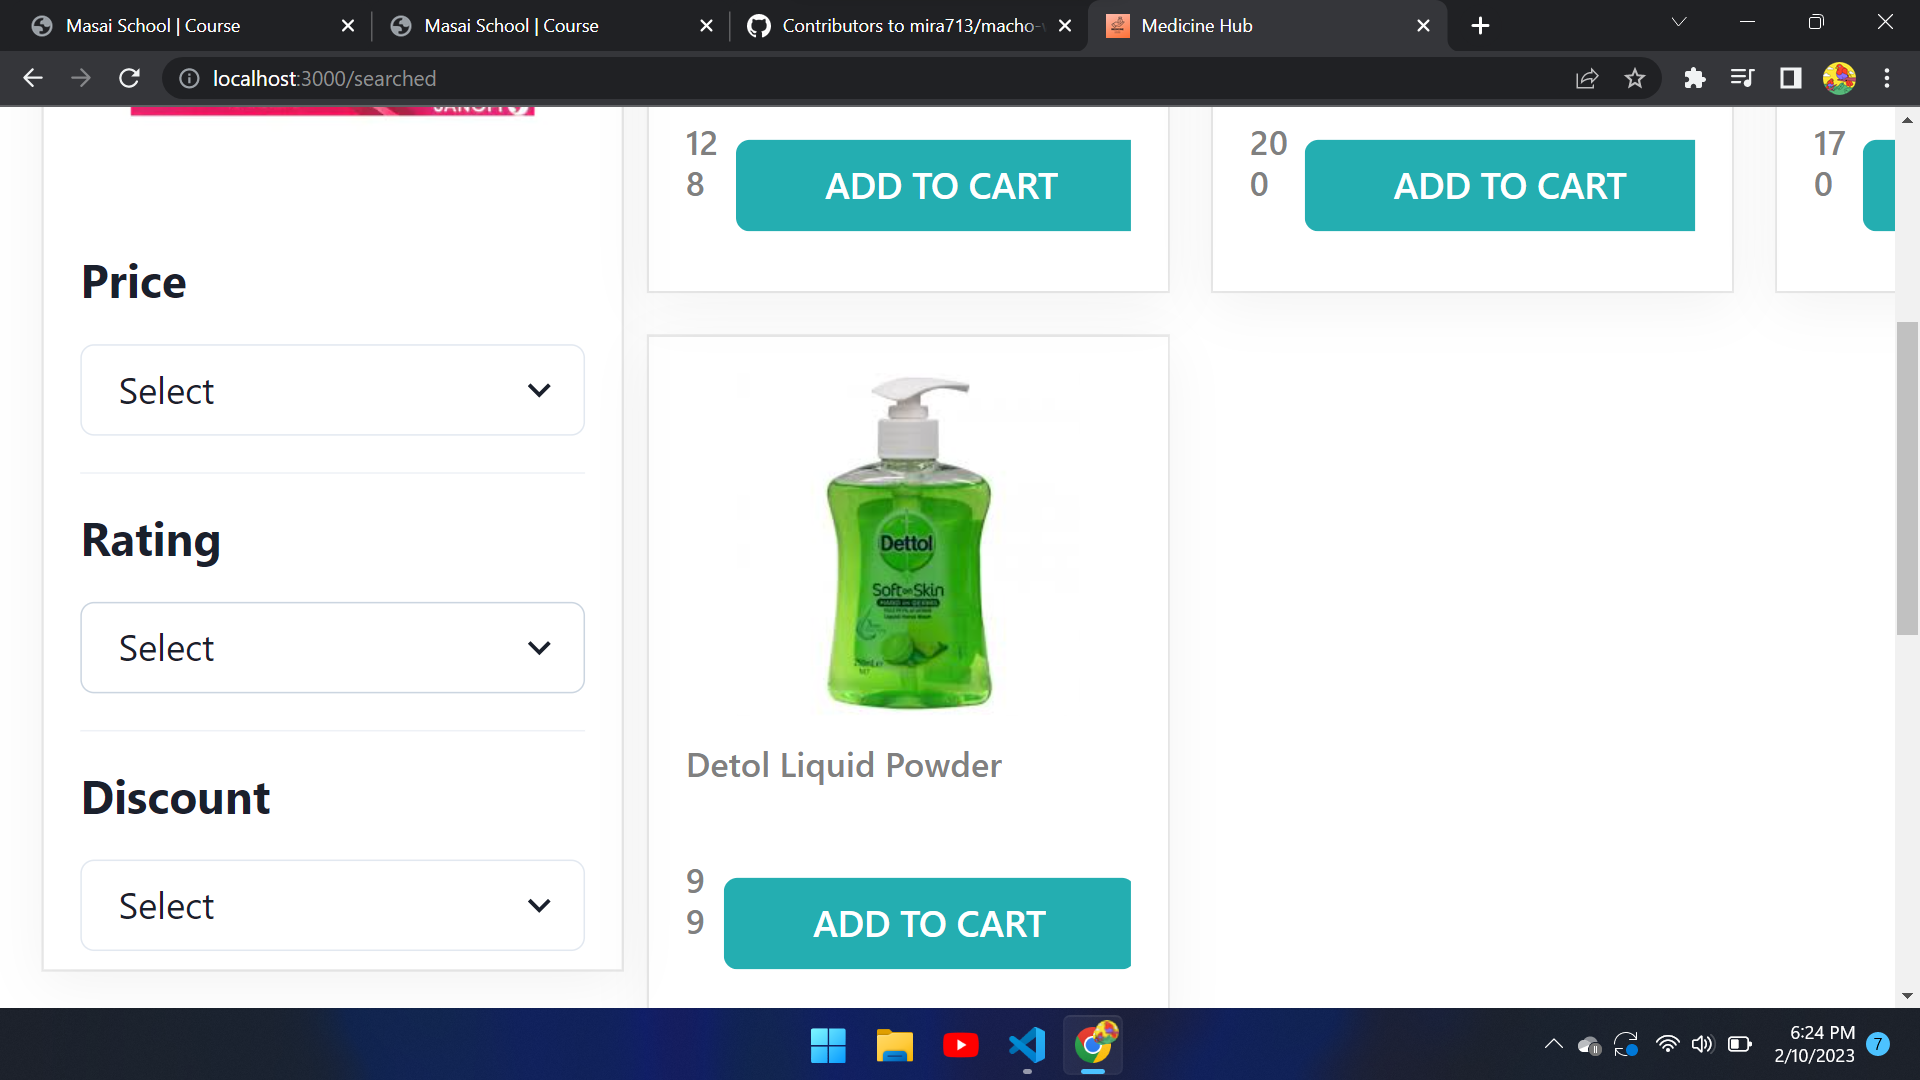 Masai School | Course
Masai School | Course
Contributors to mira713/macho-
Medicine Hub
localhost:3000/searched
SANOFI
12
8
ADD TO CART
20
0
ADD TO CART
17
0
Price
Select
Rating
Select
Discount
Select
Dettol
Soft on Skin
Detol Liquid Powder
9
9
ADD TO CART
6:24 PM
2/10/2023
7